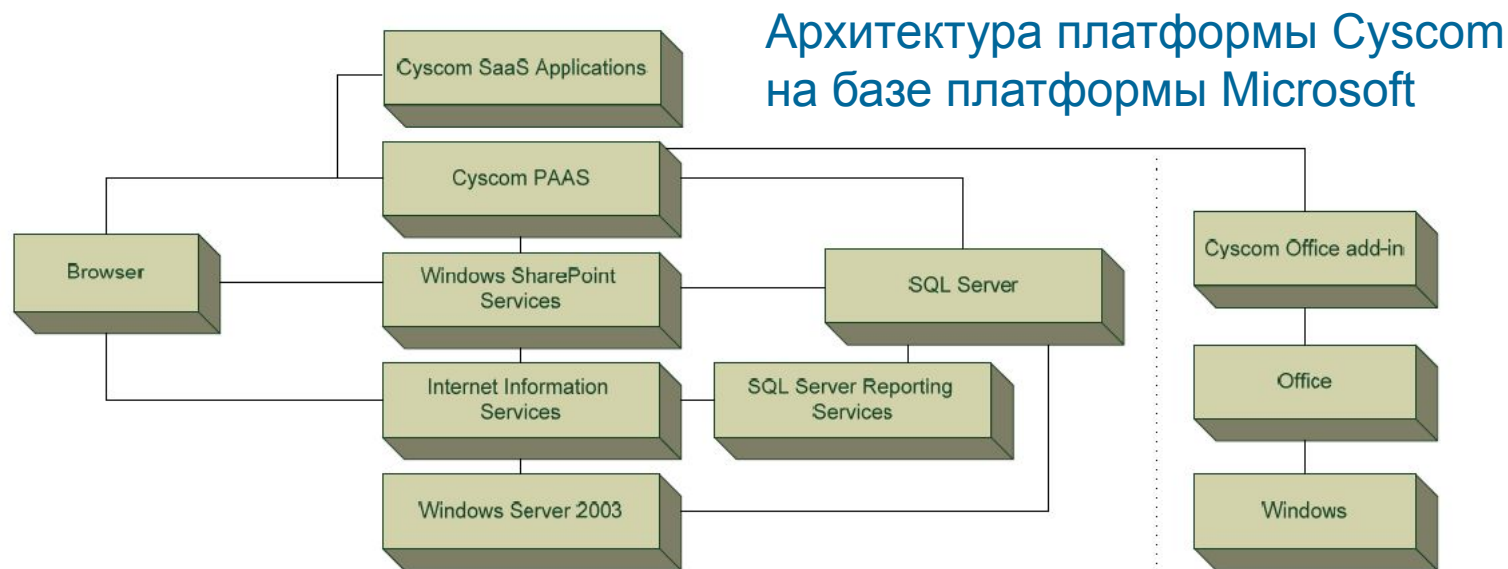 Архитектура платформы Cyscom
на базе платформы Microsoft
Cyscom SaaS Applications
Cyscom PAAS
Browser
Windows SharePoint
Services
SQL Server
Cyscom Office add-in
Internet Information
Services
SQL Server Reporting
Services
Office
Windows Server 2003
Windows